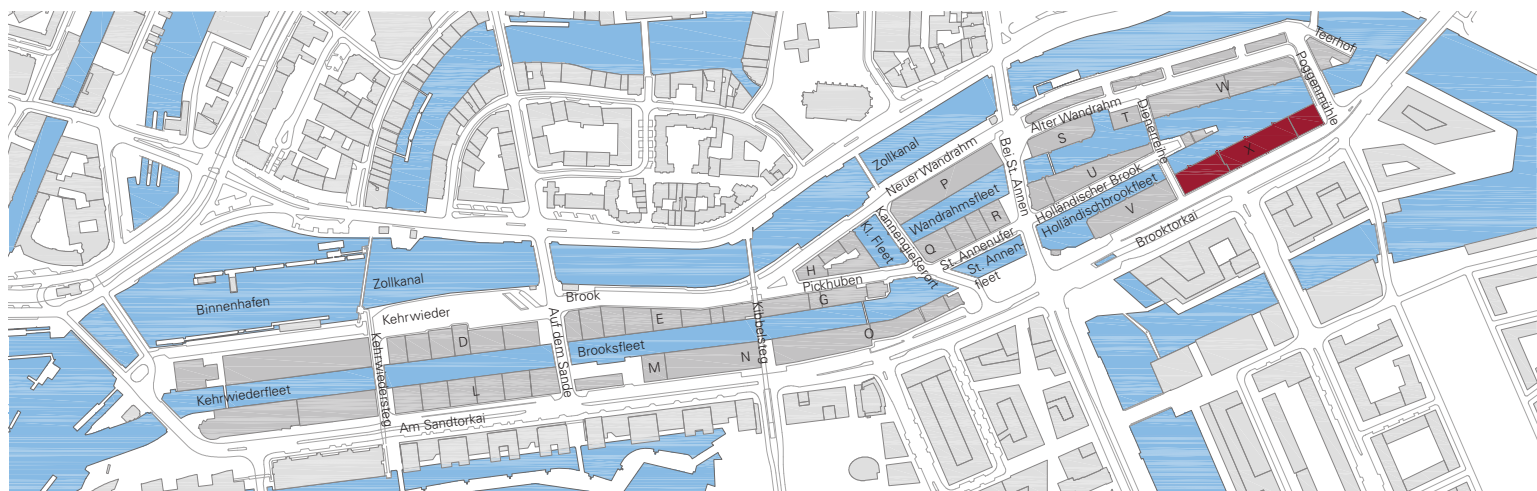 Teerhof
Poggenmühle
W
Alter Wandrahm
T
Dienerreihe
S
X
Zollkanal
Neuer Wandrahm
Bei St. Annen
U
Holländischer Brook
Holländischbrookfleet
V
Brooktorkai
P
Wandrahmsfleet
R
Q
Kannengießerort
Kl. Fleet
St. Annenufer
St. Annen-
fleet
H
Pickhuben
G
Binnenhafen
Zollkanal
Brook
Kehrwieder
E
Kibbelsteg
O
D
Auf dem Sande
Brooksfleet
N
M
Kehrwiedersteg
Kehrwiederfleet
L
Am Sandtorkai